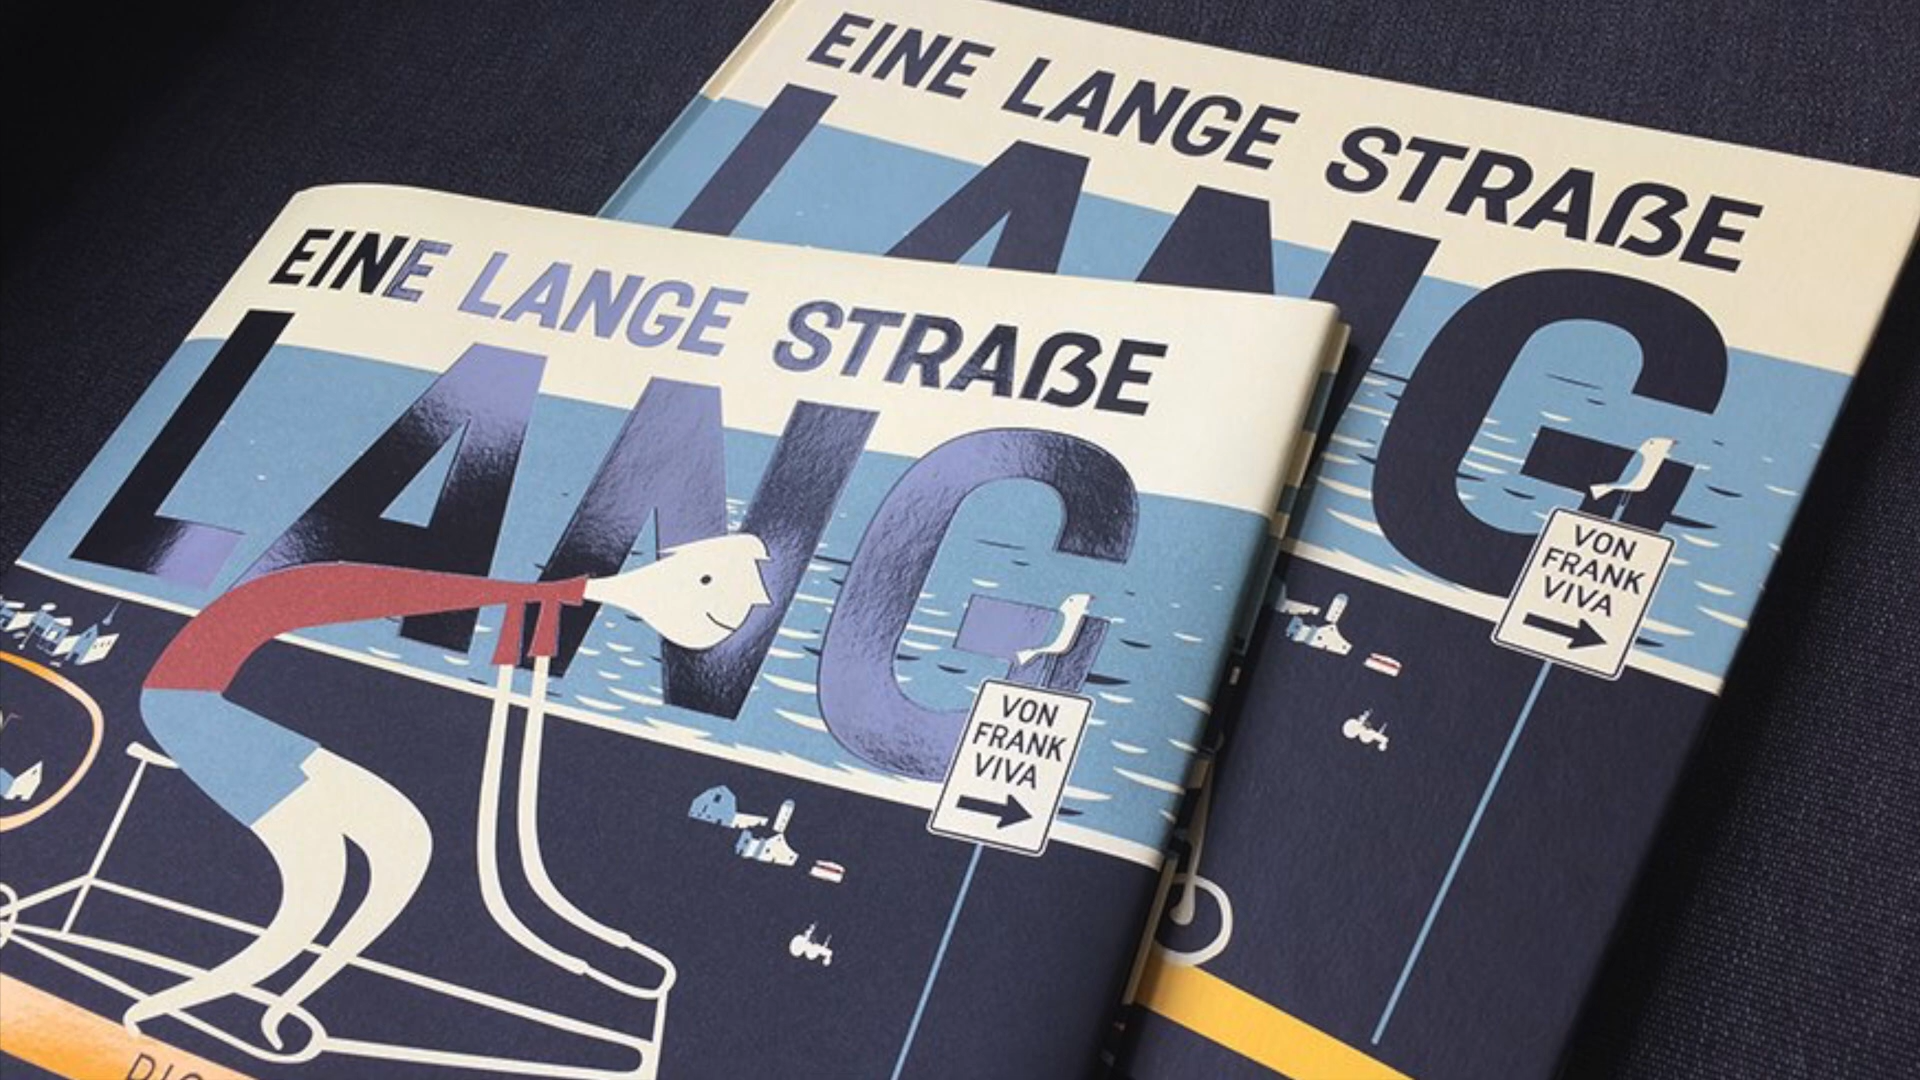 EINE LANGE STRAßE
LANG
VON
FRANK
VIVA
EINE LANGE STRAßE
LANG
VON
FRANK
VIVA